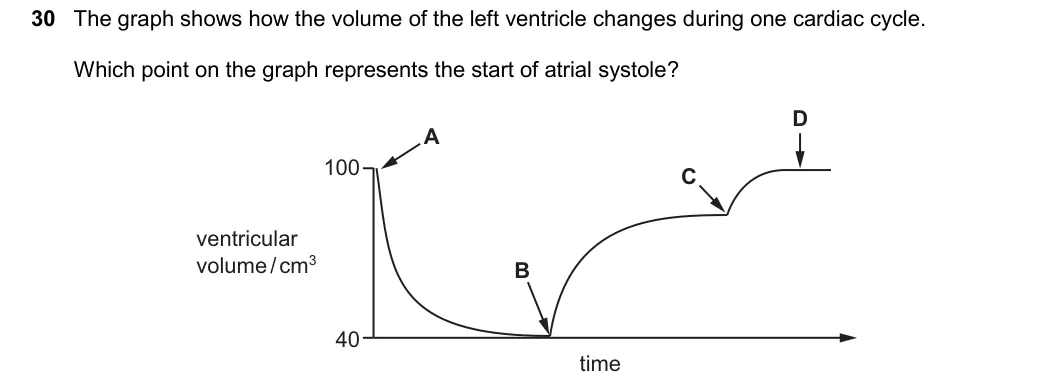 30 The graph shows how the volume of the left ventricle changes during one cardiac cycle.
Which point on the graph represents the start of atrial systole?
D
A
100
C
ventricular
volume / cm³
B
40
time